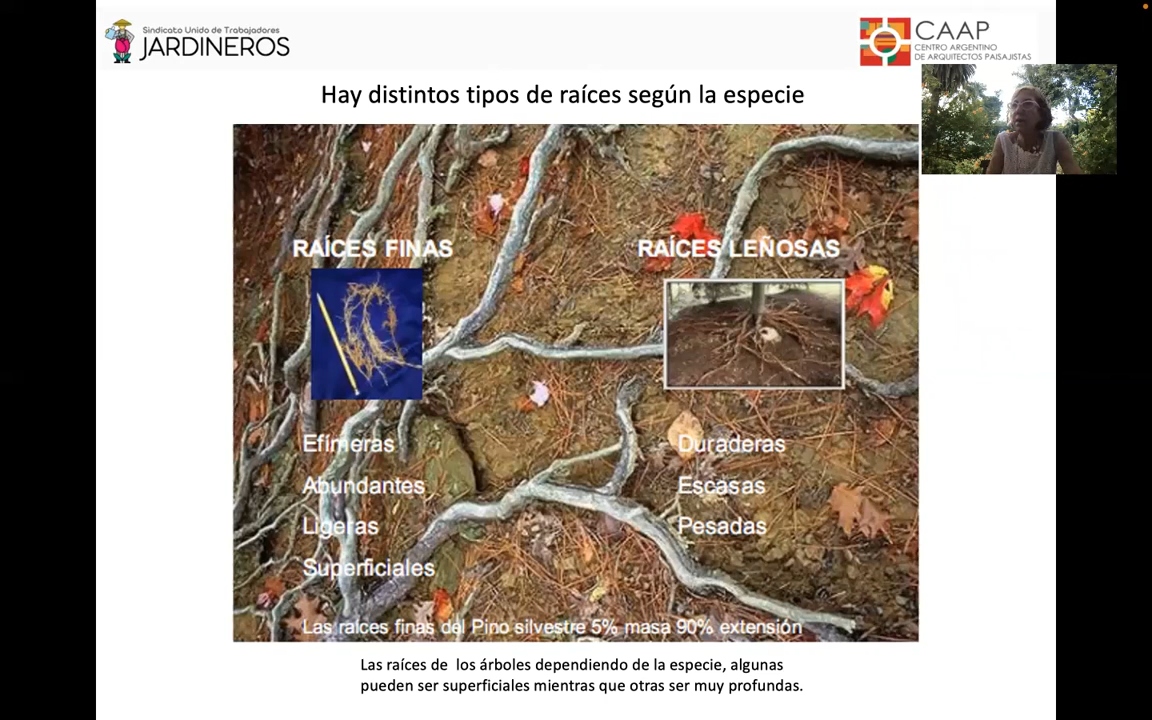 Sindicato Unido de Trabajadores
JARDINEROS
CAAP
CENTRO ARGENTINO
DE ARQUITECTOS PAISAJISTAS
Hay distintos tipos de raíces según la especie
RAÍCES FINAS
RAÍCES LEÑOSAS
Efímeras
Duraderas
Abundantes
Escasas
Ligeras
Pesadas
Superficiales
Las raíces finas del Pino silvestre 5% masa 90% extensión
Las raíces de los árboles dependiendo de la especie, algunas
pueden ser superficiales mientras que otras ser muy profundas.